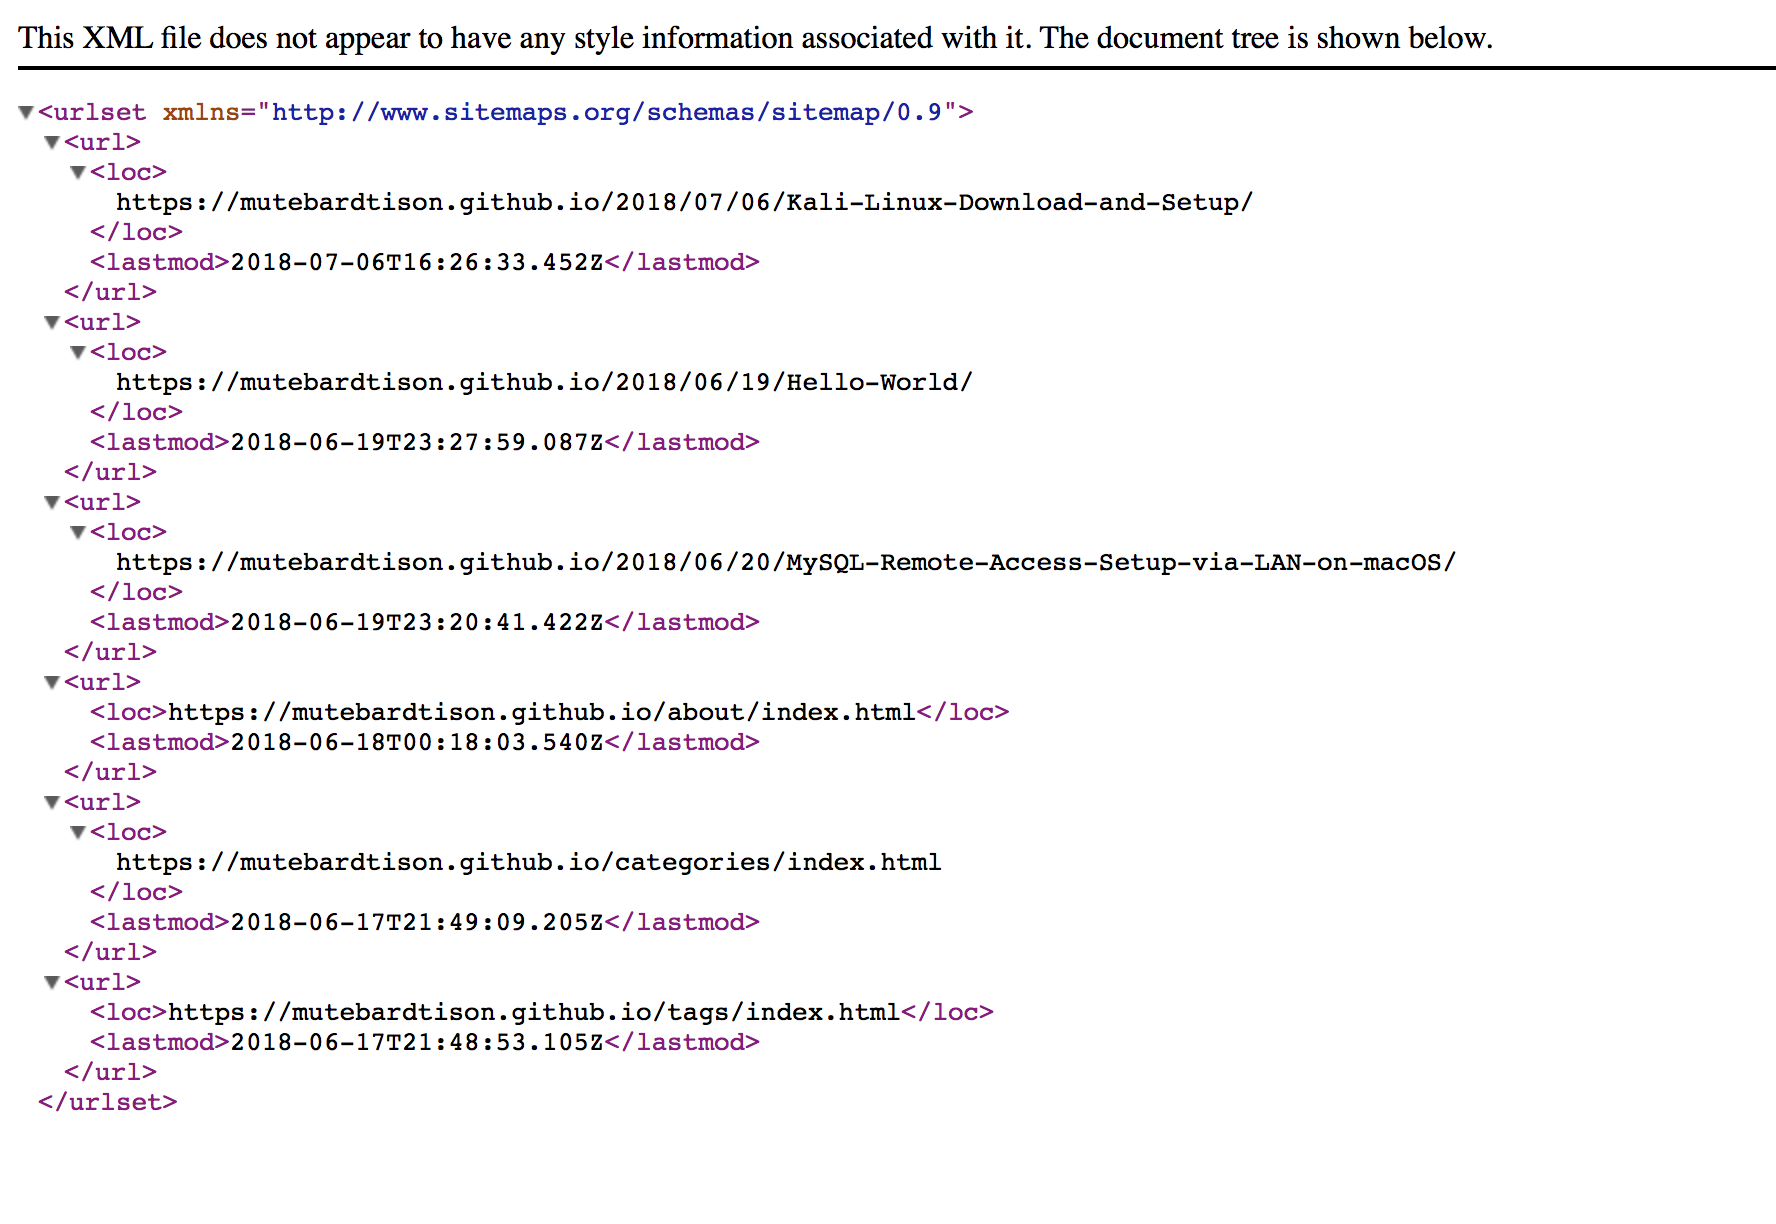 This XML file does not appear to have any style information associated with it. The document tree is shown below.
<urlset xmlns="http://www.sitemaps.org/schemas/sitemap/0.9">
<url>
<loc>
https://mutebardtison.github.io/2018/07/06/Kali-Linux-Download-and-Setup/
</loc>
<lastmod>2018-07-06T16:26:33.452Z</lastmod>
</url>
<url>
<loc>
https://mutebardtison.github.io/2018/06/19/Hello-World/
</loc>
<lastmod>2018-06-19T23:27:59.087Z</lastmod>
</url>
<url>
<loc>
https://mutebardtison.github.io/2018/06/20/MySQL-Remote-Access-Setup-via-LAN-on-macOS/
</loc>
<lastmod>2018-06-19T23:20:41.422Z</lastmod>
</url>
<url>
<loc>https://mutebardtison.github.io/about/index.html</loc>
<lastmod>2018-06-18T00:18:03.540Z</lastmod>
</url>
<url>
<loc>
https://mutebardtison.github.io/categories/index.html
</loc>
<lastmod>2018-06-17T21:49:09.205Z</lastmod>
</url>
<url>
<loc>https://mutebardtison.github.io/tags/index.html</loc>
<lastmod>2018-06-17T21:48:53.105Z</lastmod>
</url>
</urlset>